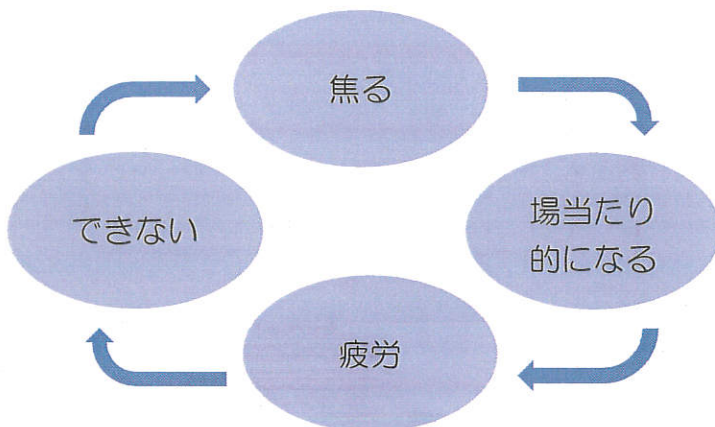 焦る
場当たり
的になる
疲労
できない